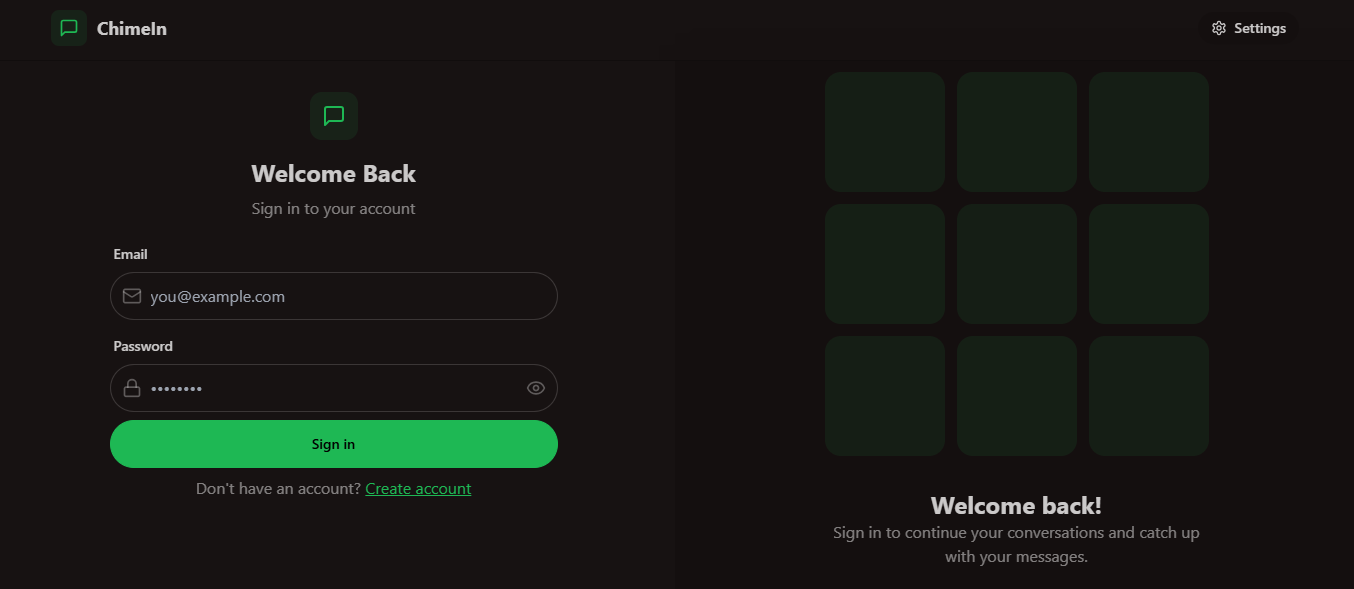 ChimeIn
Settings
Welcome Back
Sign in to your account
Email
you@example.com
Password
••••••••
Sign in
Don't have an account? Create account
Welcome back!
Sign in to continue your conversations and catch up
with your messages.